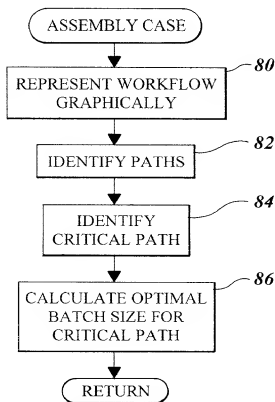 ASSEMBLY CASE
80
REPRESENT WORKFLOW
GRAPHICALLY
82
IDENTIFY PATHS
84
IDENTIFY
CRITICAL PATH
86
CALCULATE OPTIMAL
BATCH SIZE FOR
CRITICAL PATH
RETURN